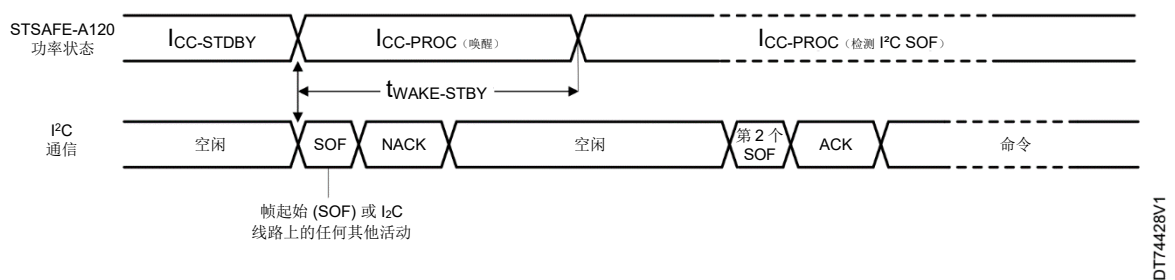 STSAFE-A120
功率状态
ICC-STDBY
ICC-PROC（唤醒）
ICC-PROC（检测 I²C SOF）
tWAKE-STBY
I²C
通信
空闲
SOF
NACK
空闲
第 2 个
SOF
ACK
命令
帧起始 (SOF) 或 I₂C
线路上的任何其他活动
DT74428V1